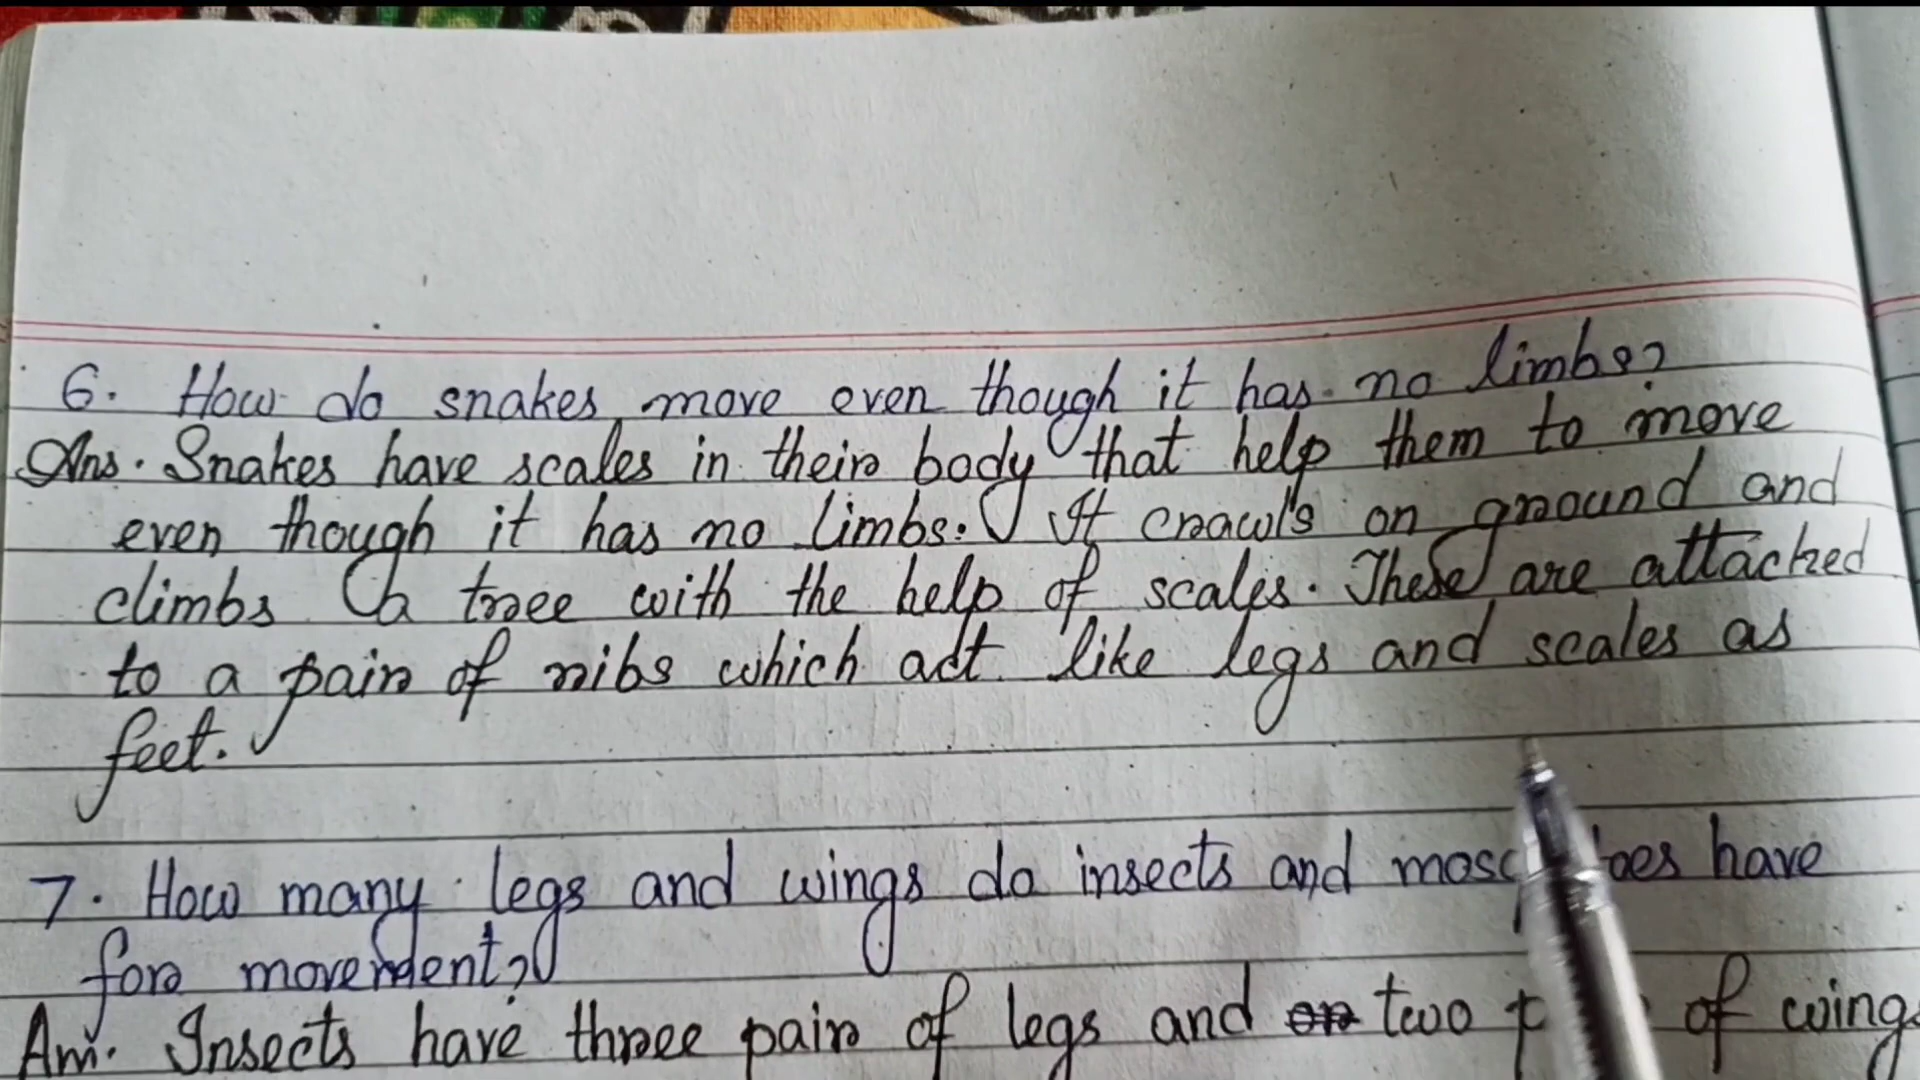 6. How do snakes move even though it has no limbs?
Ans. Snakes have scales in their body that help them to move
even though it has no limbs. It crawl's on ground and
climbs a tree with the help of scales. These are attached
to a pair of ribs which act like legs and scales as
feet.
7. How many legs and wings do insects and have
for movement?
Ans. Insects have three pair of legs and two of wings